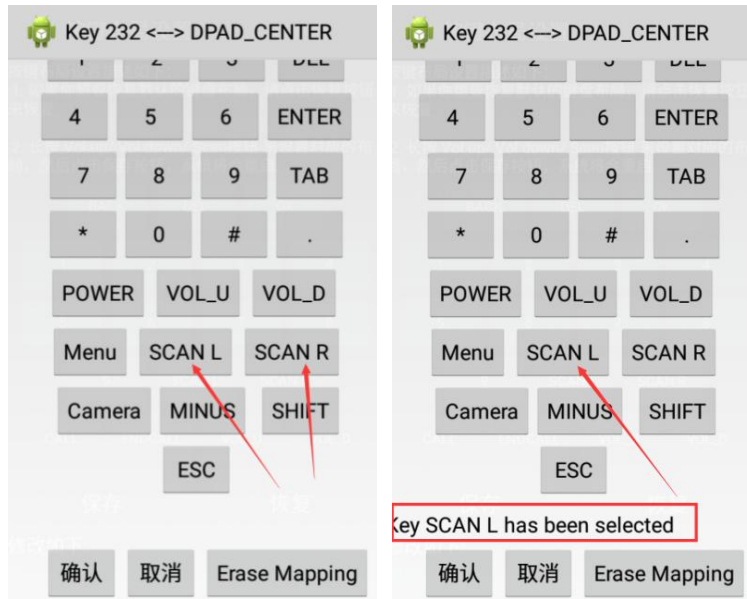 Key 232 <---> DPAD_CENTER
4 5 6 ENTER
7 8 9 TAB
* 0 # .
POWER VOL_U VOL_D
Menu SCAN L SCAN R
Camera MINUS SHIFT
ESC
确认 取消 Erase Mapping
Key 232 <---> DPAD_CENTER
4 5 6 ENTER
7 8 9 TAB
* 0 # .
POWER VOL_U VOL_D
Menu SCAN L SCAN R
Camera MINUS SHIFT
ESC
Key SCAN L has been selected
确认 取消 Erase Mapping